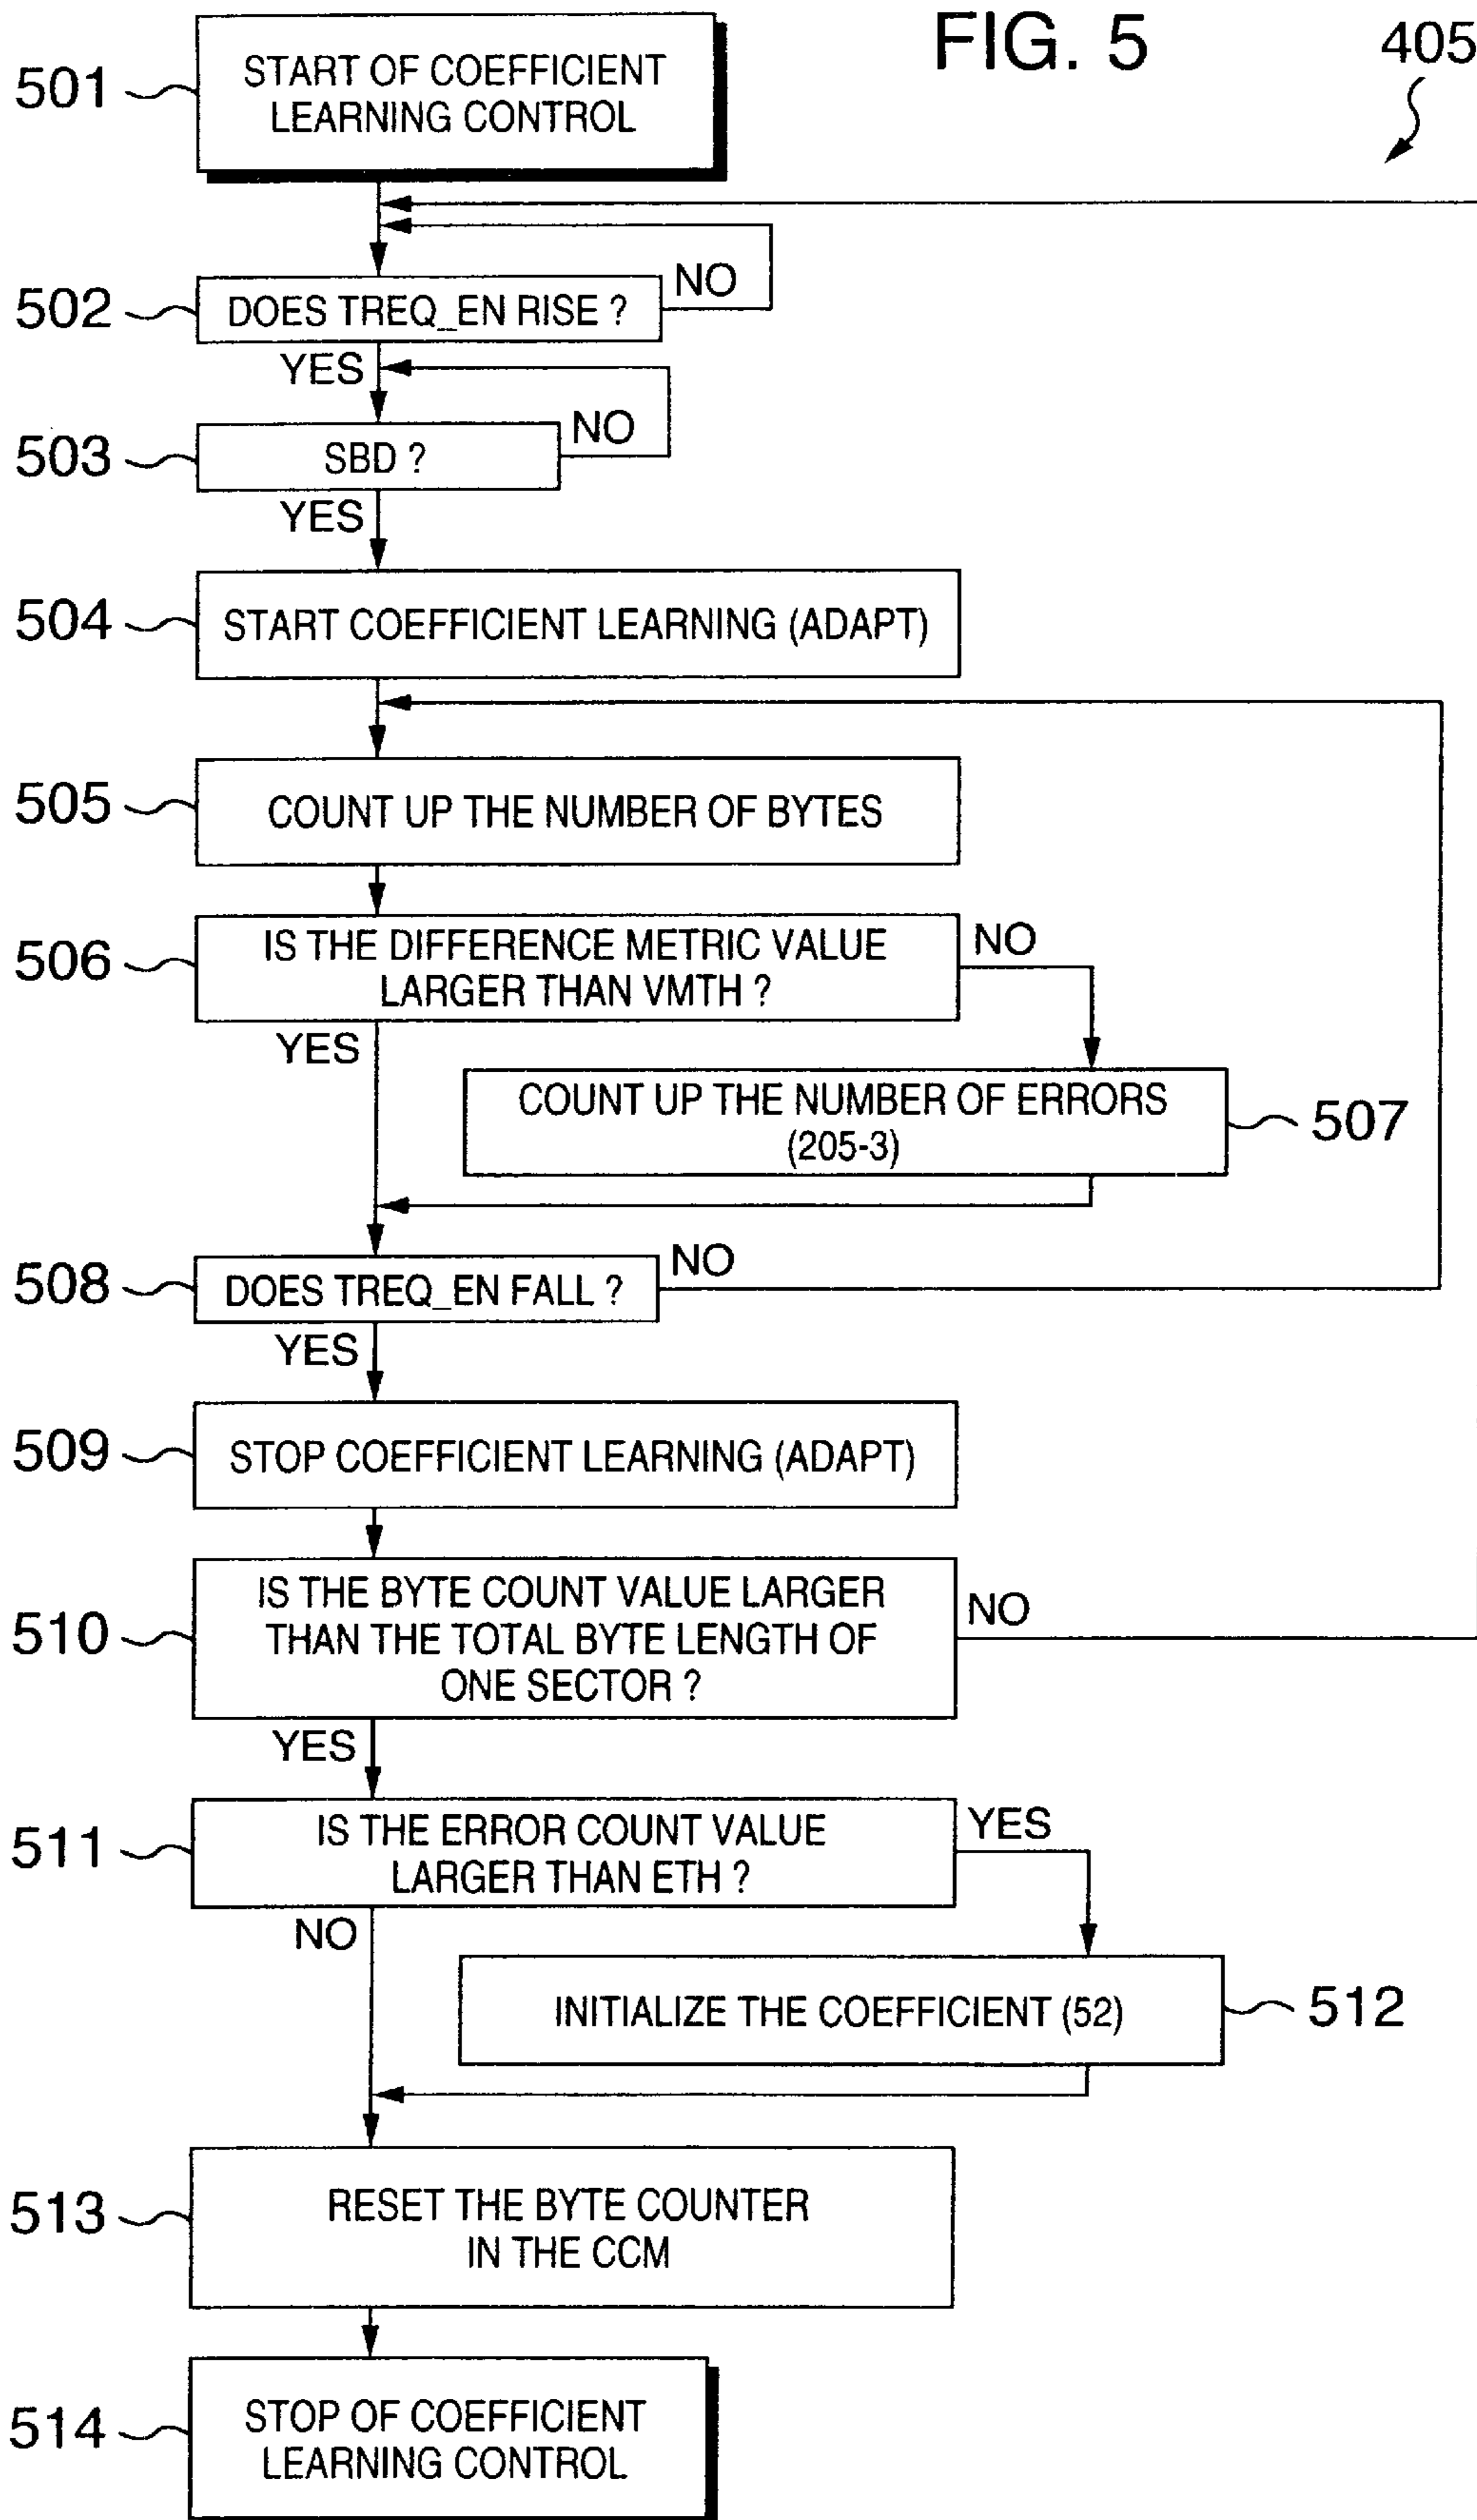 FIG. 5
405
501
START OF COEFFICIENT
LEARNING CONTROL
502
DOES TREQ_EN RISE ?
NO
YES
503
SBD ?
NO
YES
504
START COEFFICIENT LEARNING (ADAPT)
505
COUNT UP THE NUMBER OF BYTES
506
IS THE DIFFERENCE METRIC VALUE
LARGER THAN VMTH ?
NO
YES
COUNT UP THE NUMBER OF ERRORS
(205-3)
507
508
DOES TREQ_EN FALL ?
NO
YES
509
STOP COEFFICIENT LEARNING (ADAPT)
510
IS THE BYTE COUNT VALUE LARGER
THAN THE TOTAL BYTE LENGTH OF
ONE SECTOR ?
NO
YES
511
IS THE ERROR COUNT VALUE
LARGER THAN ETH ?
YES
NO
INITIALIZE THE COEFFICIENT (52)
512
513
RESET THE BYTE COUNTER
IN THE CCM
514
STOP OF COEFFICIENT
LEARNING CONTROL